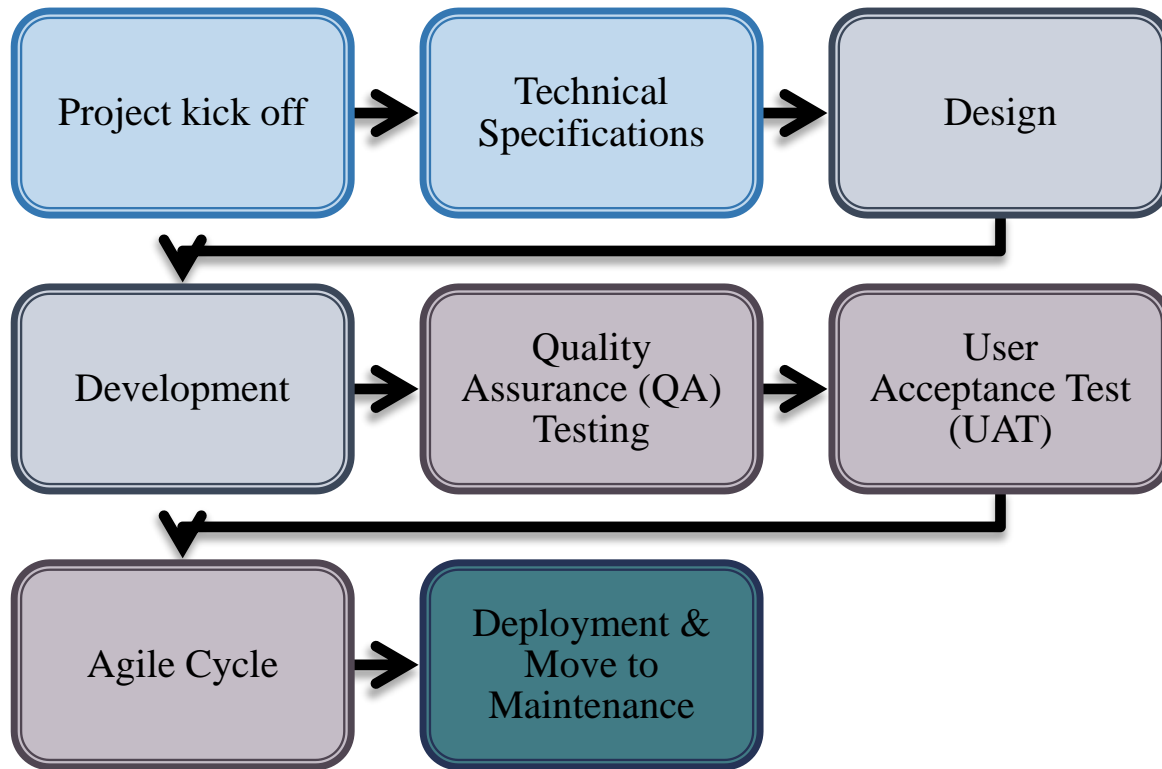 Project kick off
Technical
Specifications
Design
Development
Quality
Assurance (QA)
Testing
User
Acceptance Test
(UAT)
Agile Cycle
Deployment &
Move to
Maintenance